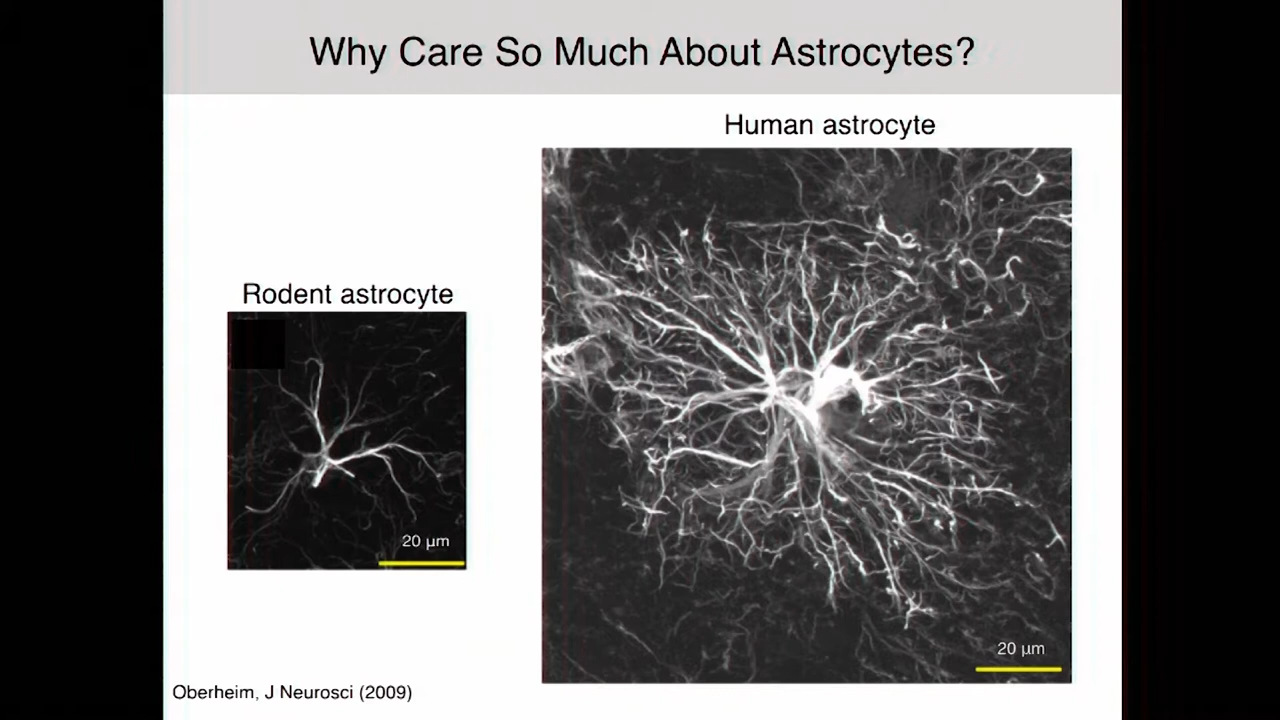 Why Care So Much About Astrocytes?
Human astrocyte
Rodent astrocyte
20 μm
20 μm
Oberheim, J Neurosci (2009)